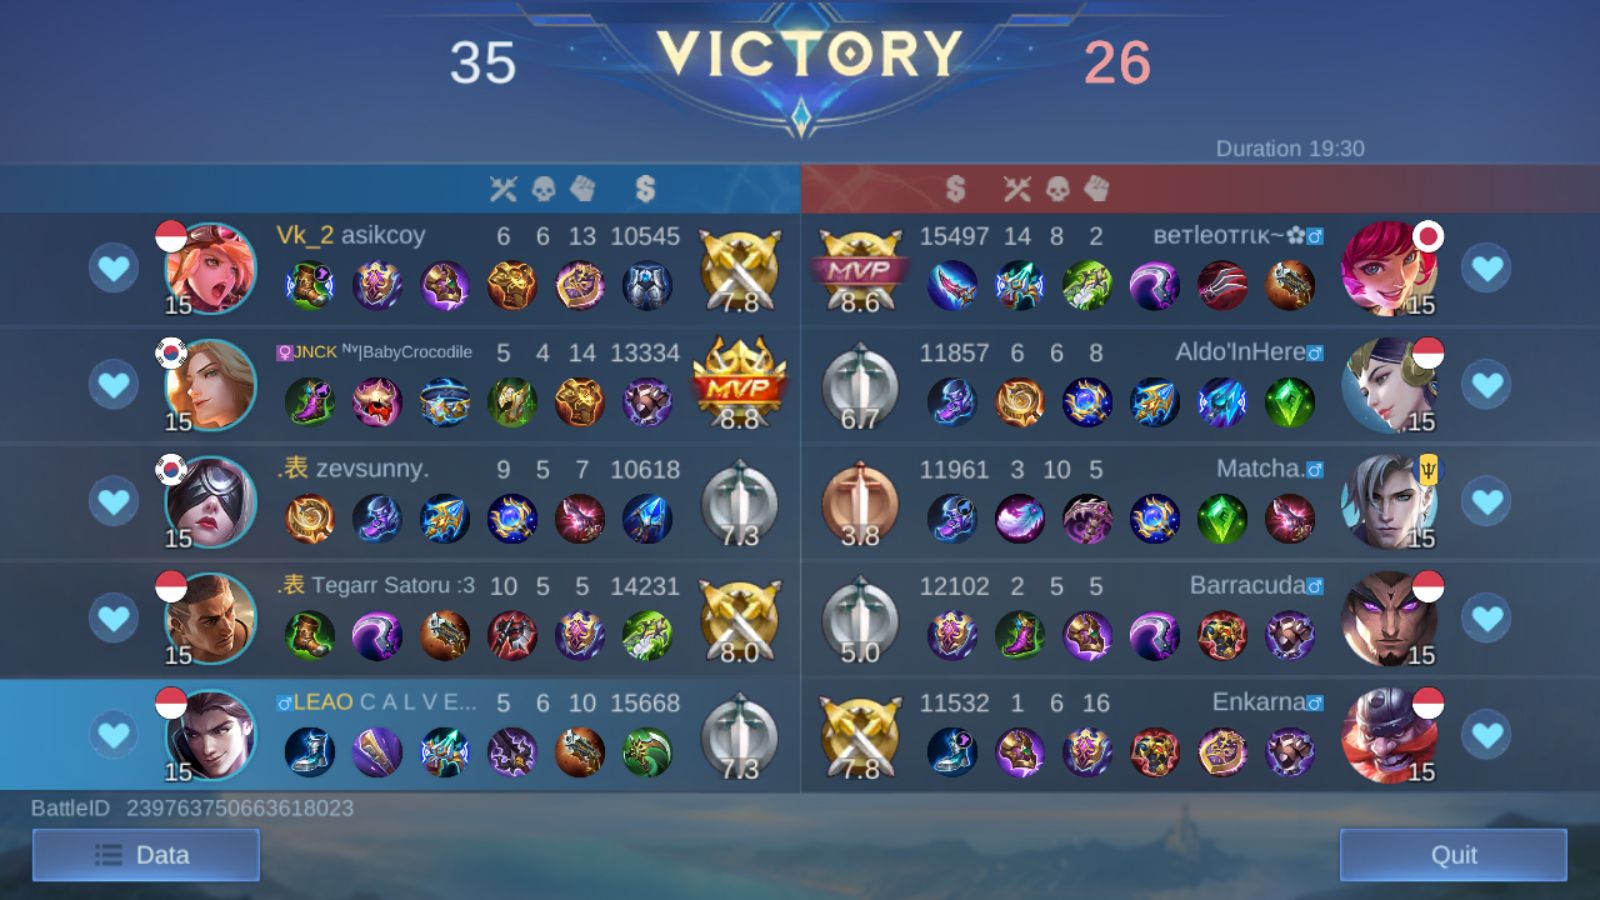 35
VICTORY
26
Duration 19:30
Vk_2 asikcoy 6 6 13 10545
15
7.8
15497 14 8 2 ʙᴇтleoтrικ~✿♂
MVP
8.6
15
♀JNCK ᴺᵛ|BabyCrocodile 5 4 14 13334
15
MVP
8.8
11857 6 6 8 Aldo'InHere♂
6.7
15
.表 zevsunny. 9 5 7 10618
15
7.3
11961 3 10 5 Matcha.♂
3.8
15
.表 Tegarr Satoru :3 10 5 5 14231
15
8.0
12102 2 5 5 Barracuda♂
5.0
15
♂LEAO C A L V E... 5 6 10 15668
15
7.3
11532 1 6 16 Enkarna♂
7.8
15
BattleID 239763750663618023
Data
Quit